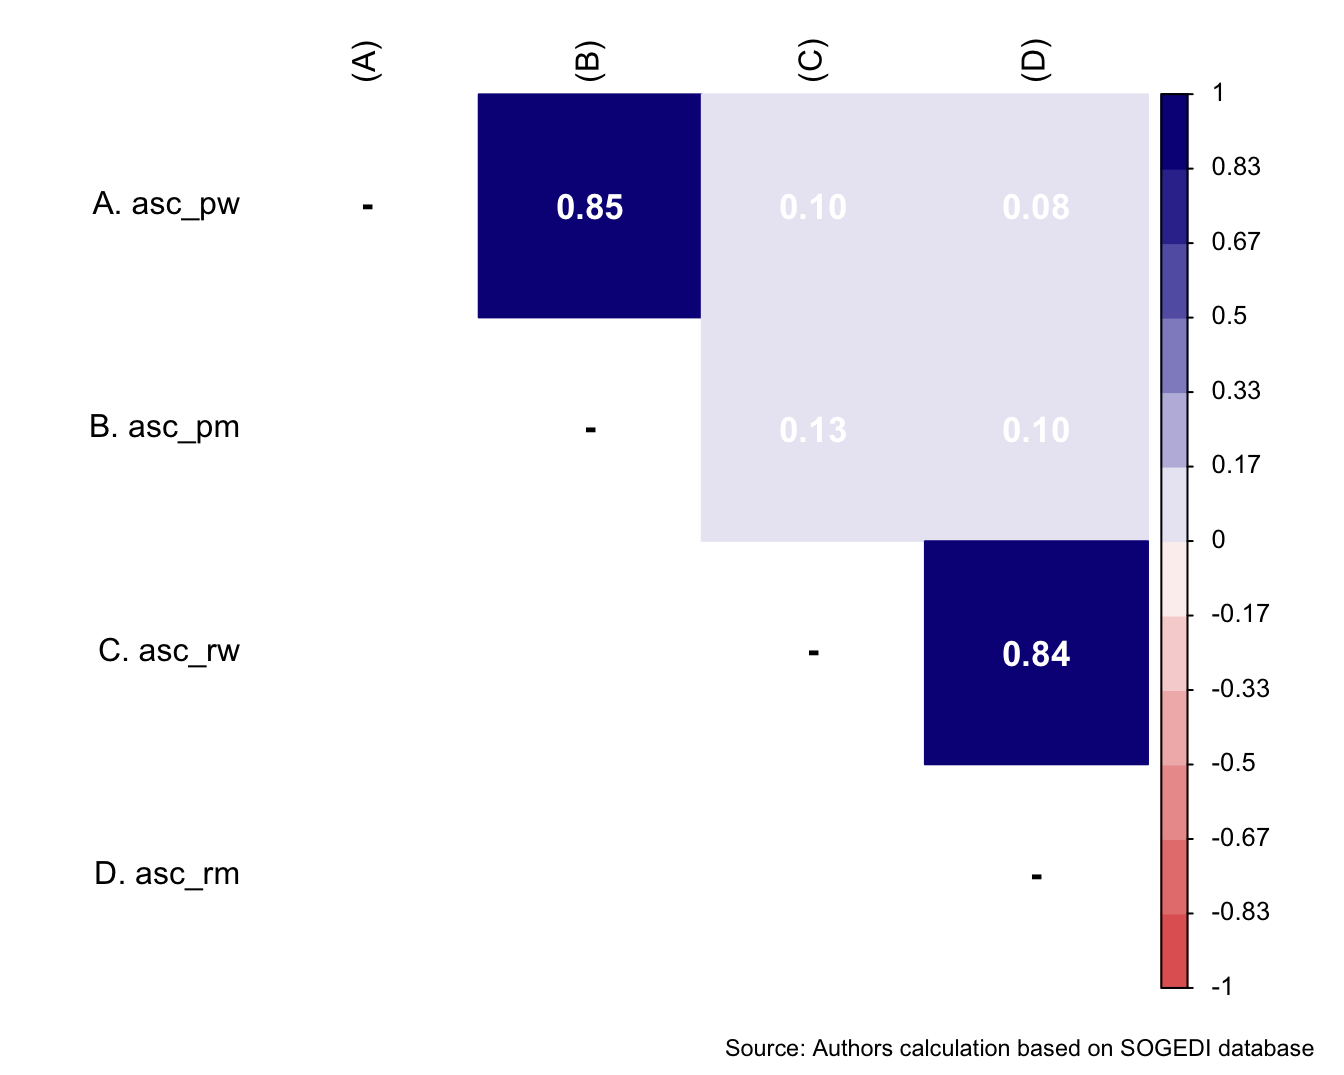 (A) (B) (C) (D)
1
0.83
A. asc_pw - 0.85 0.10 0.08
0.67
0.5
0.33
B. asc_pm - 0.13 0.10
0.17
0
-0.17
C. asc_rw - 0.84
-0.33
-0.5
-0.67
D. asc_rm -
-0.83
-1
Source: Authors calculation based on SOGEDI database